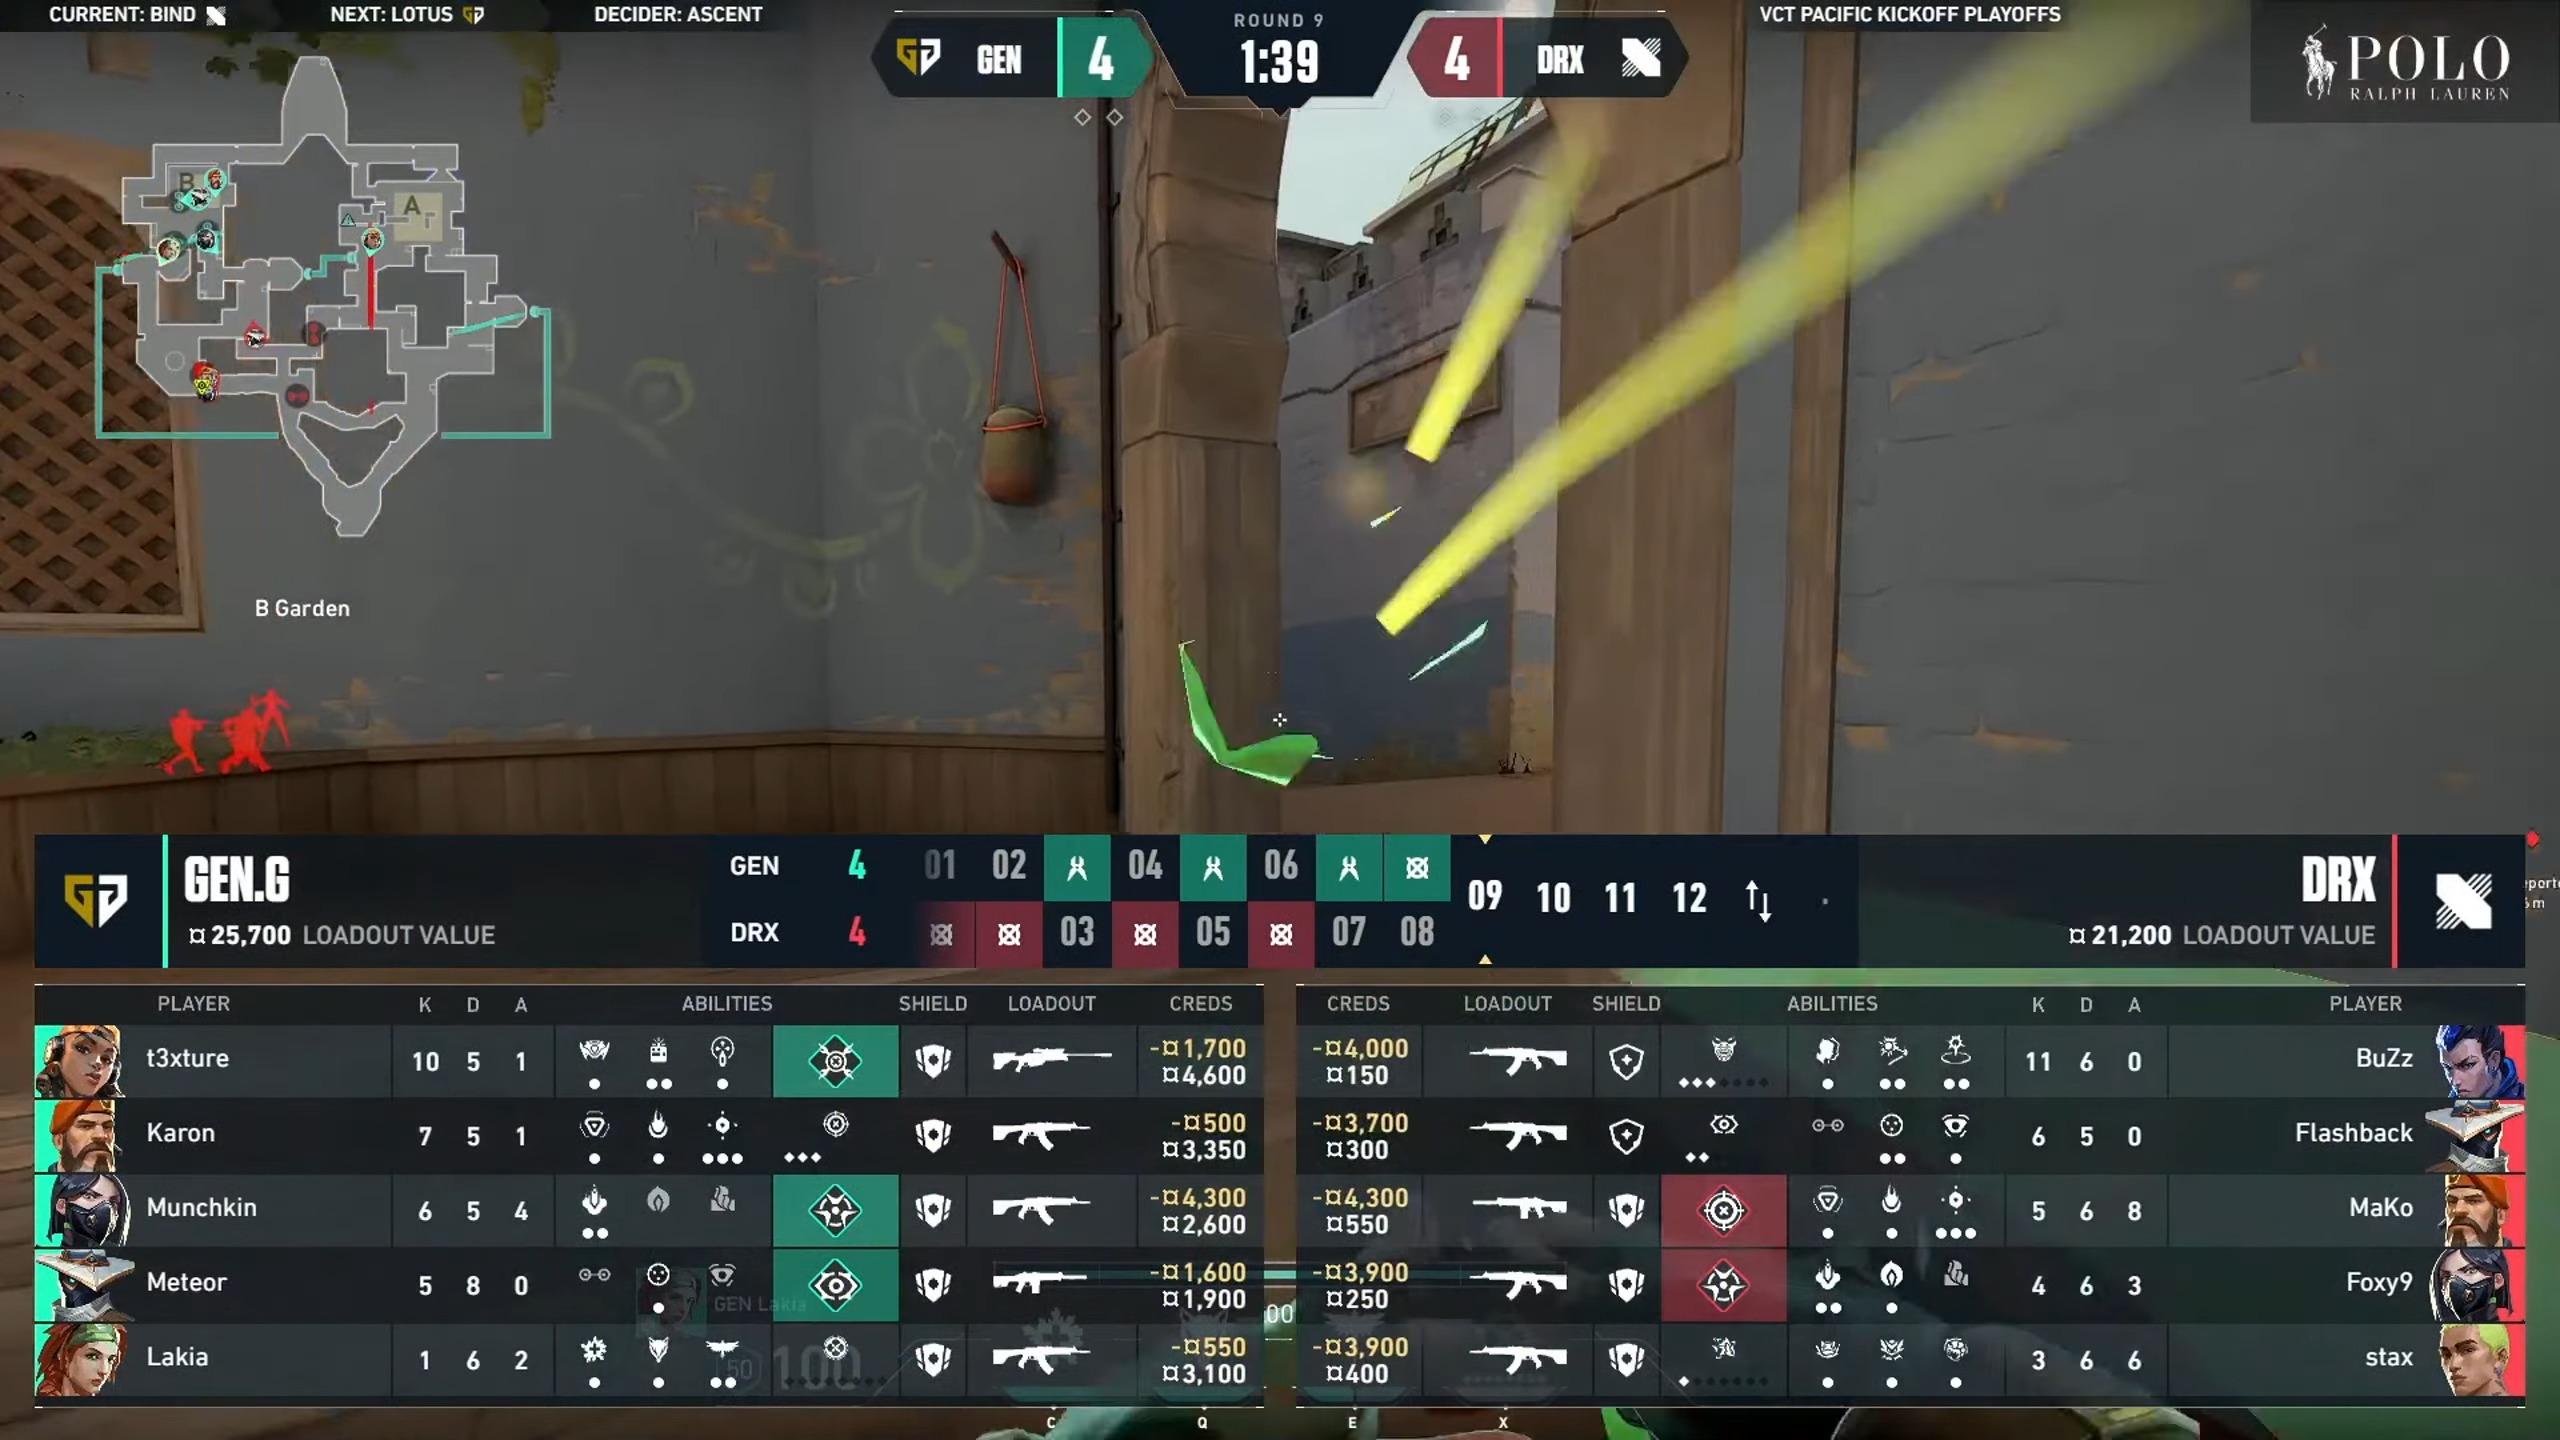 CURRENT: BIND NEXT: LOTUS DECIDER: ASCENT
GEN 4 ROUND 9 1:39 4 DRX
VCT PACIFIC KICKOFF PLAYOFFS
POLO
RALPH LAUREN
B
A
B Garden
GEN.G
¤ 25,700 LOADOUT VALUE
GEN 4 01 02 04 06
DRX 4 03 05 07 08
09 10 11 12
DRX
¤ 21,200 LOADOUT VALUE
PLAYER K D A ABILITIES SHIELD LOADOUT CREDS
t3xture 10 5 1 -¤1,700
¤4,600
Karon 7 5 1 -¤500
¤3,350
Munchkin 6 5 4 -¤4,300
¤2,600
Meteor 5 8 0 -¤1,600
¤1,900
Lakia 1 6 2 -¤550
¤3,100
CREDS LOADOUT SHIELD ABILITIES K D A PLAYER
-¤4,000 11 6 0 BuZz
¤150
-¤3,700 6 5 0 Flashback
¤300
-¤4,300 5 6 8 MaKo
¤550
-¤3,900 4 6 3 Foxy9
¤250
-¤3,900 3 6 6 stax
¤400
GEN Lakia
50 100
C Q E X